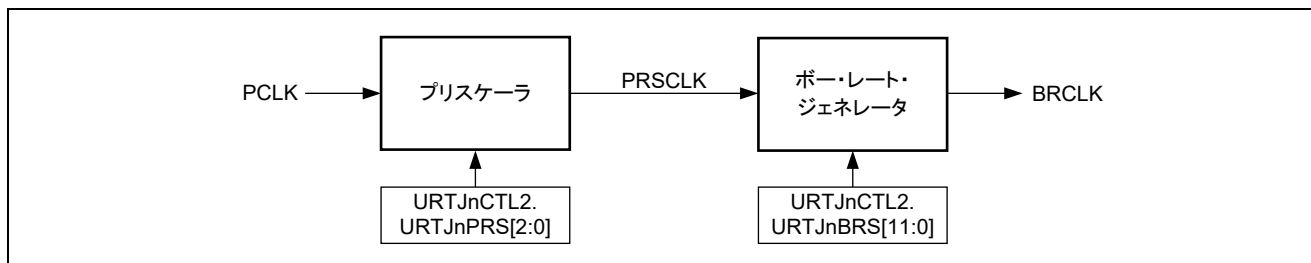 PCLK
プリスケーラ
PRSCLK
ボー・レート・
ジェネレータ
BRCLK
URTJnCTL2.
URTJnPRS[2:0]
URTJnCTL2.
URTJnBRS[11:0]